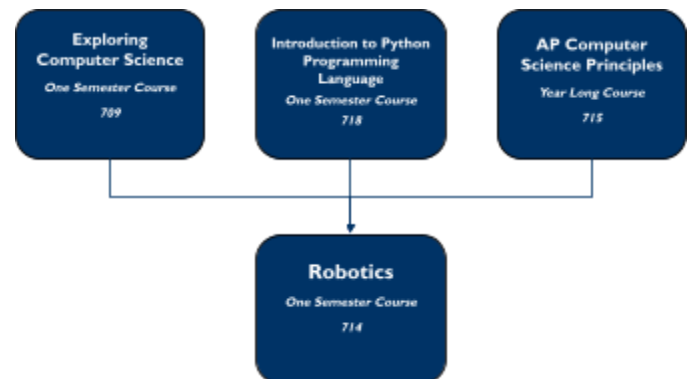 Exploring
Computer Science
One Semester Course
709
Introduction to Python
Programming
Language
One Semester Course
718
AP Computer
Science Principles
Year Long Course
715
Robotics
One Semester Course
714